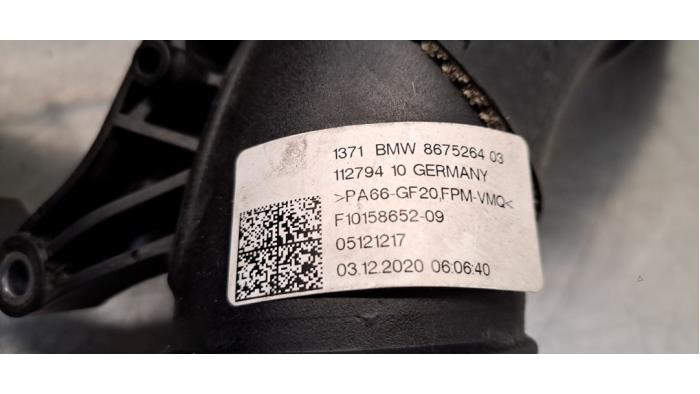 1371 BMW 8675264 03
112794 10 GERMANY
>PA66-GF20,FPM-VMQ<
F10158652-09
05121217
03.12.2020 06:06:40